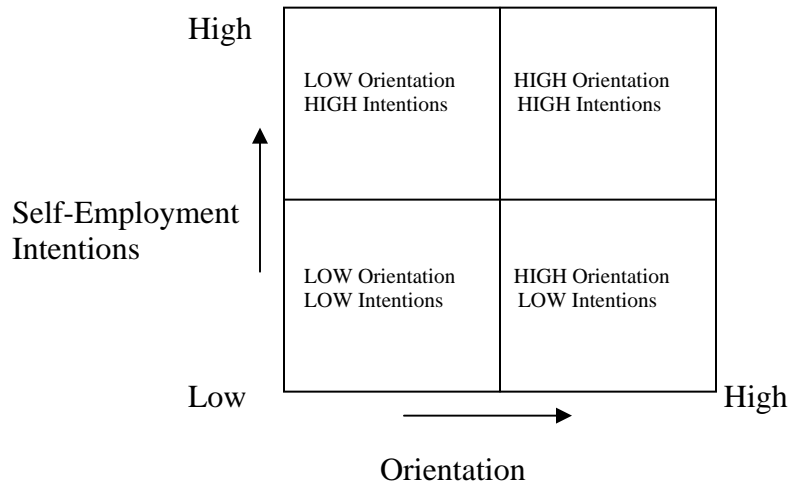 High
LOW Orientation
HIGH Intentions
HIGH Orientation
HIGH Intentions
Self-Employment
Intentions
LOW Orientation
LOW Intentions
HIGH Orientation
LOW Intentions
Low
High
Orientation